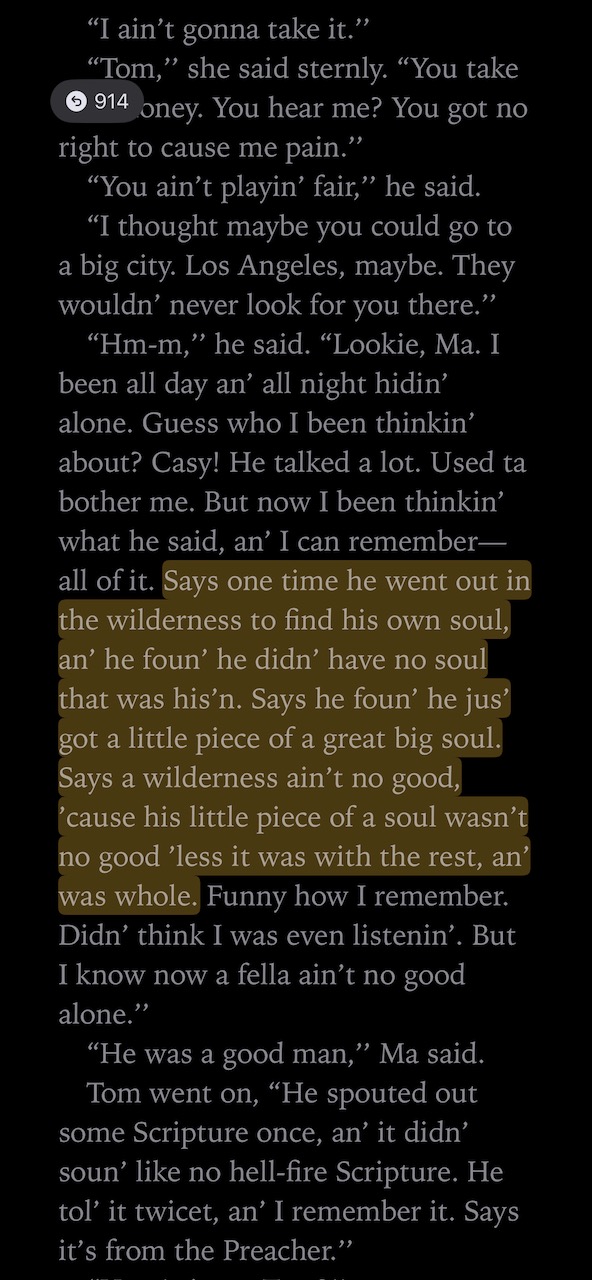 “I ain’t gonna take it.’’
“Tom,’’ she said sternly. “You take
914
oney. You hear me? You got no
right to cause me pain.’’
“You ain’t playin’ fair,’’ he said.
“I thought maybe you could go to
a big city. Los Angeles, maybe. They
wouldn’ never look for you there.’’
“Hm-m,’’ he said. “Lookie, Ma. I
been all day an’ all night hidin’
alone. Guess who I been thinkin’
about? Casy! He talked a lot. Used ta
bother me. But now I been thinkin’
what he said, an’ I can remember—
all of it. Says one time he went out in
the wilderness to find his own soul,
an’ he foun’ he didn’ have no soul
that was his’n. Says he foun’ he jus’
got a little piece of a great big soul.
Says a wilderness ain’t no good,
’cause his little piece of a soul wasn’t
no good ’less it was with the rest, an’
was whole. Funny how I remember.
Didn’ think I was even listenin’. But
I know now a fella ain’t no good
alone.’’
“He was a good man,’’ Ma said.
Tom went on, “He spouted out
some Scripture once, an’ it didn’
soun’ like no hell-fire Scripture. He
tol’ it twicet, an’ I remember it. Says
it’s from the Preacher.’’